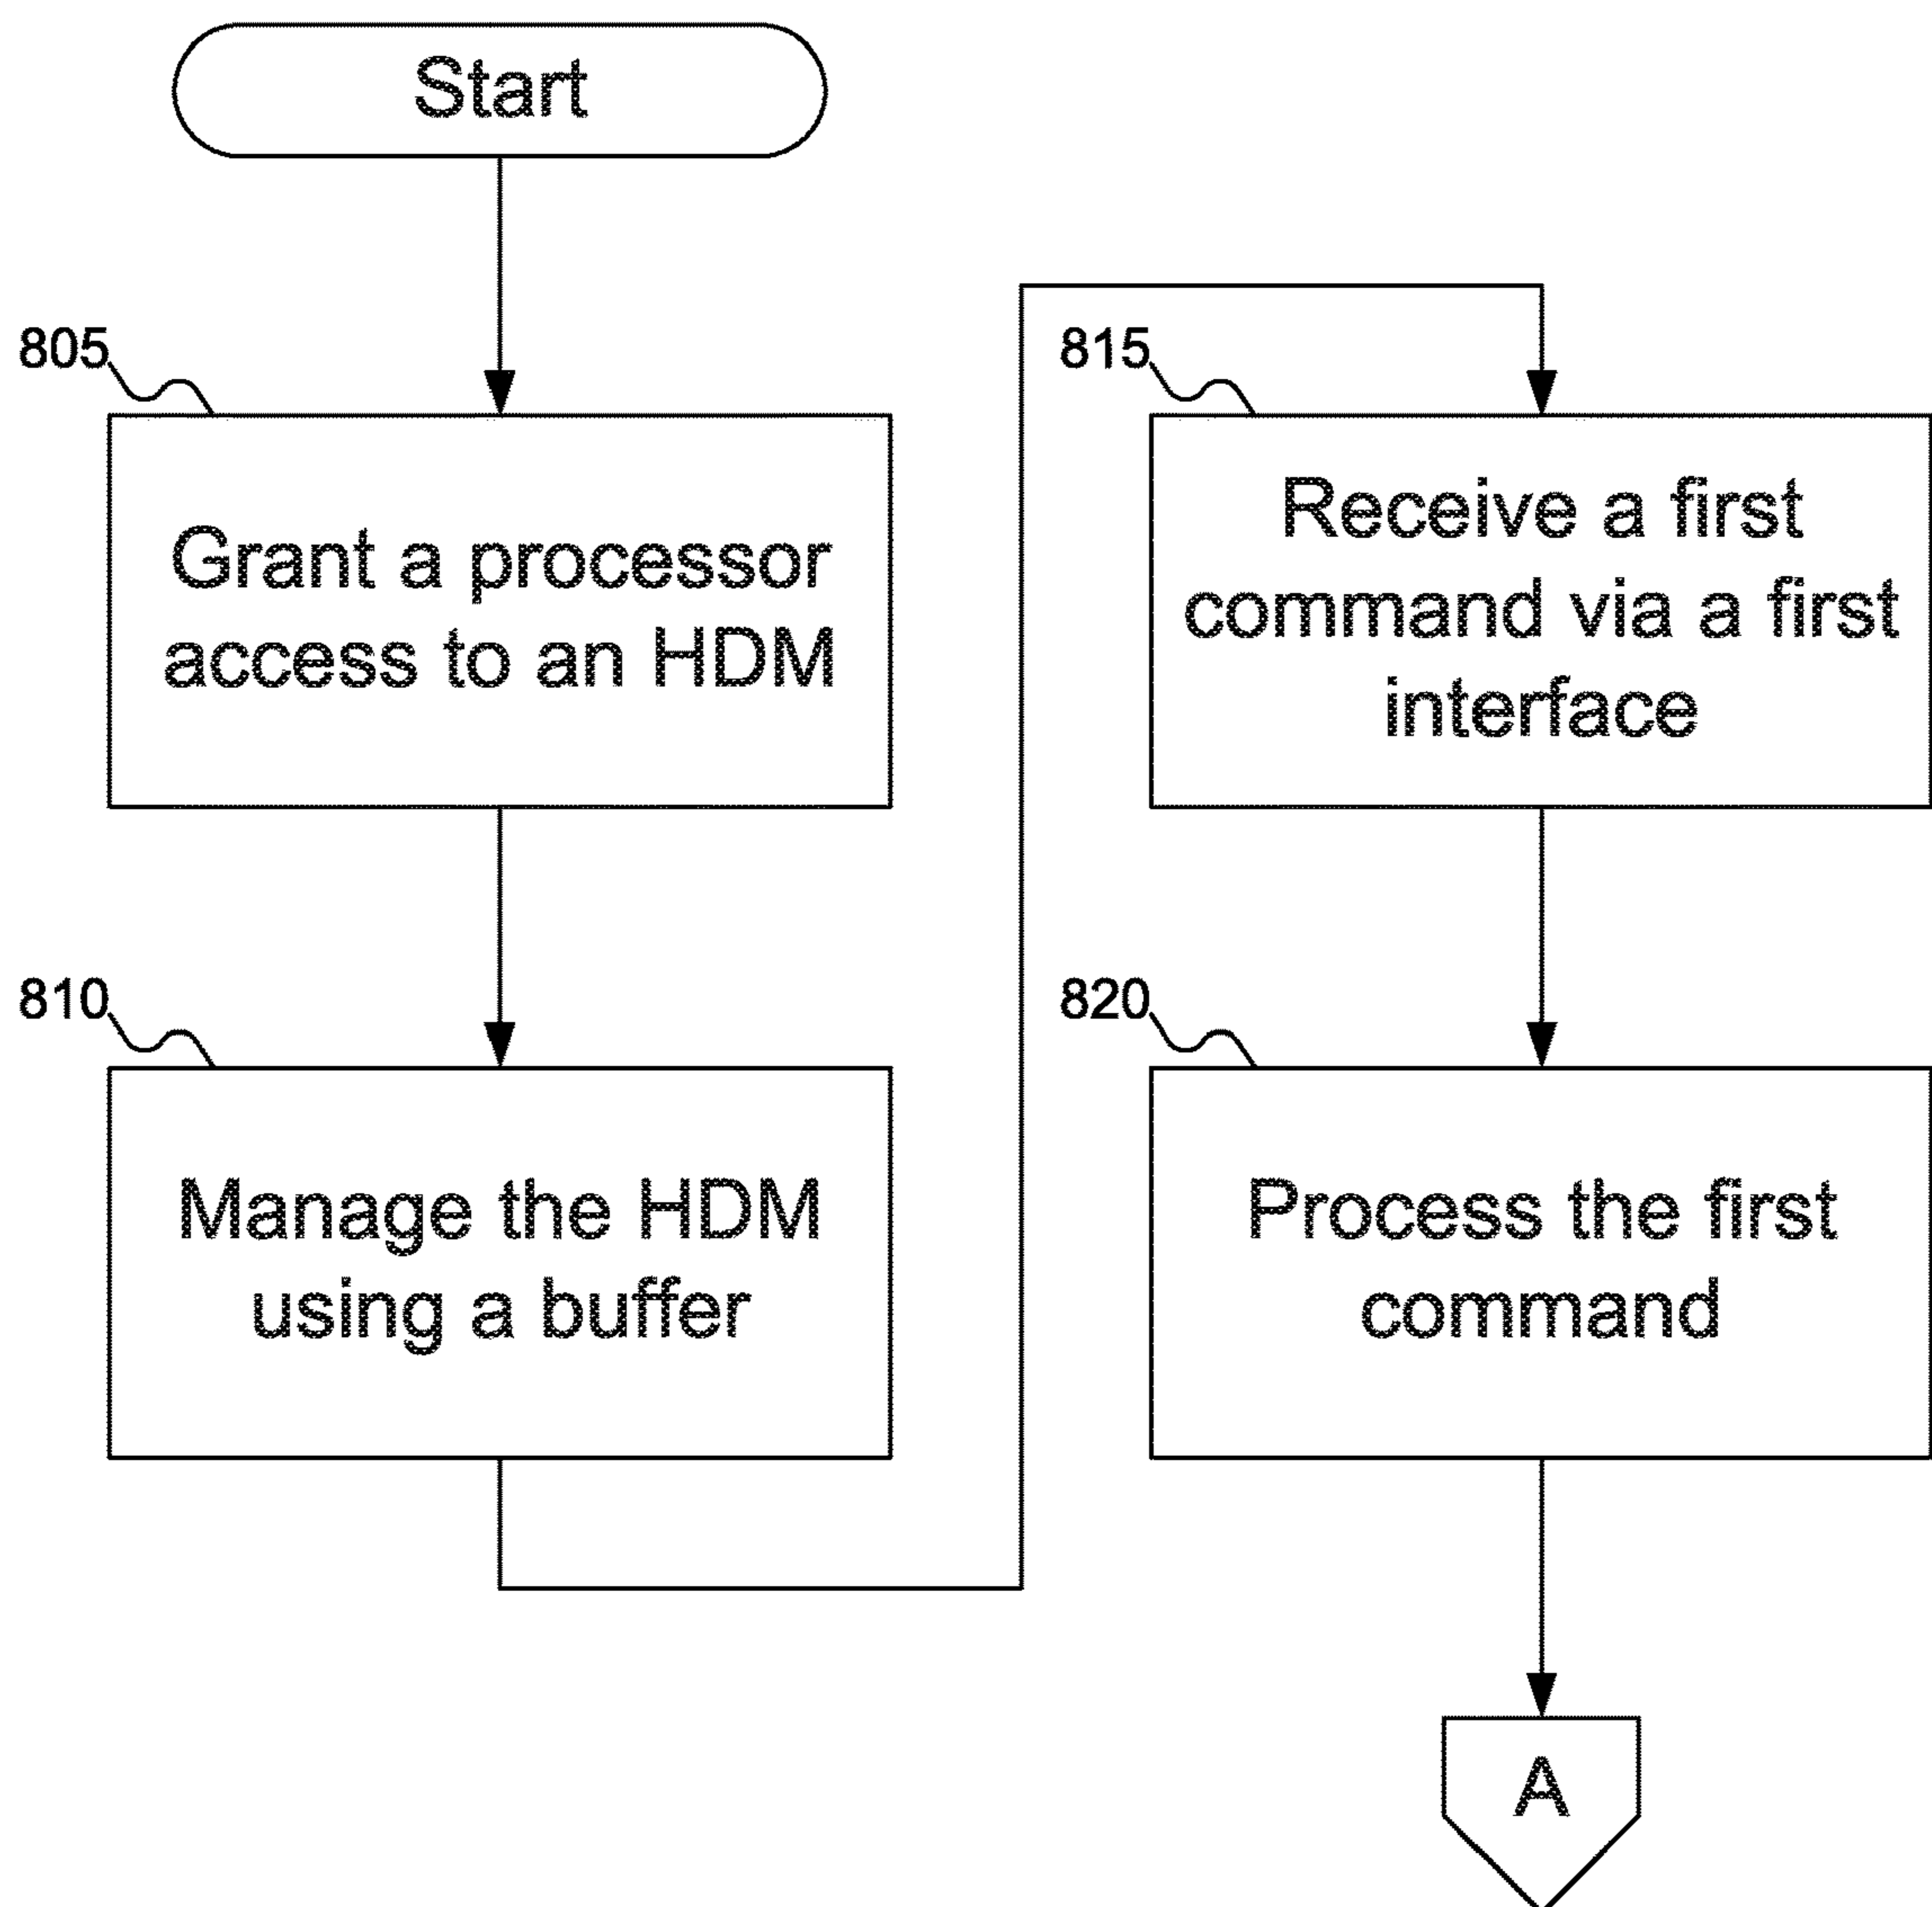 Start
805
Grant a processor
access to an HDM
810
Manage the HDM
using a buffer
815
Receive a first
command via a first
interface
820
Process the first
command
A